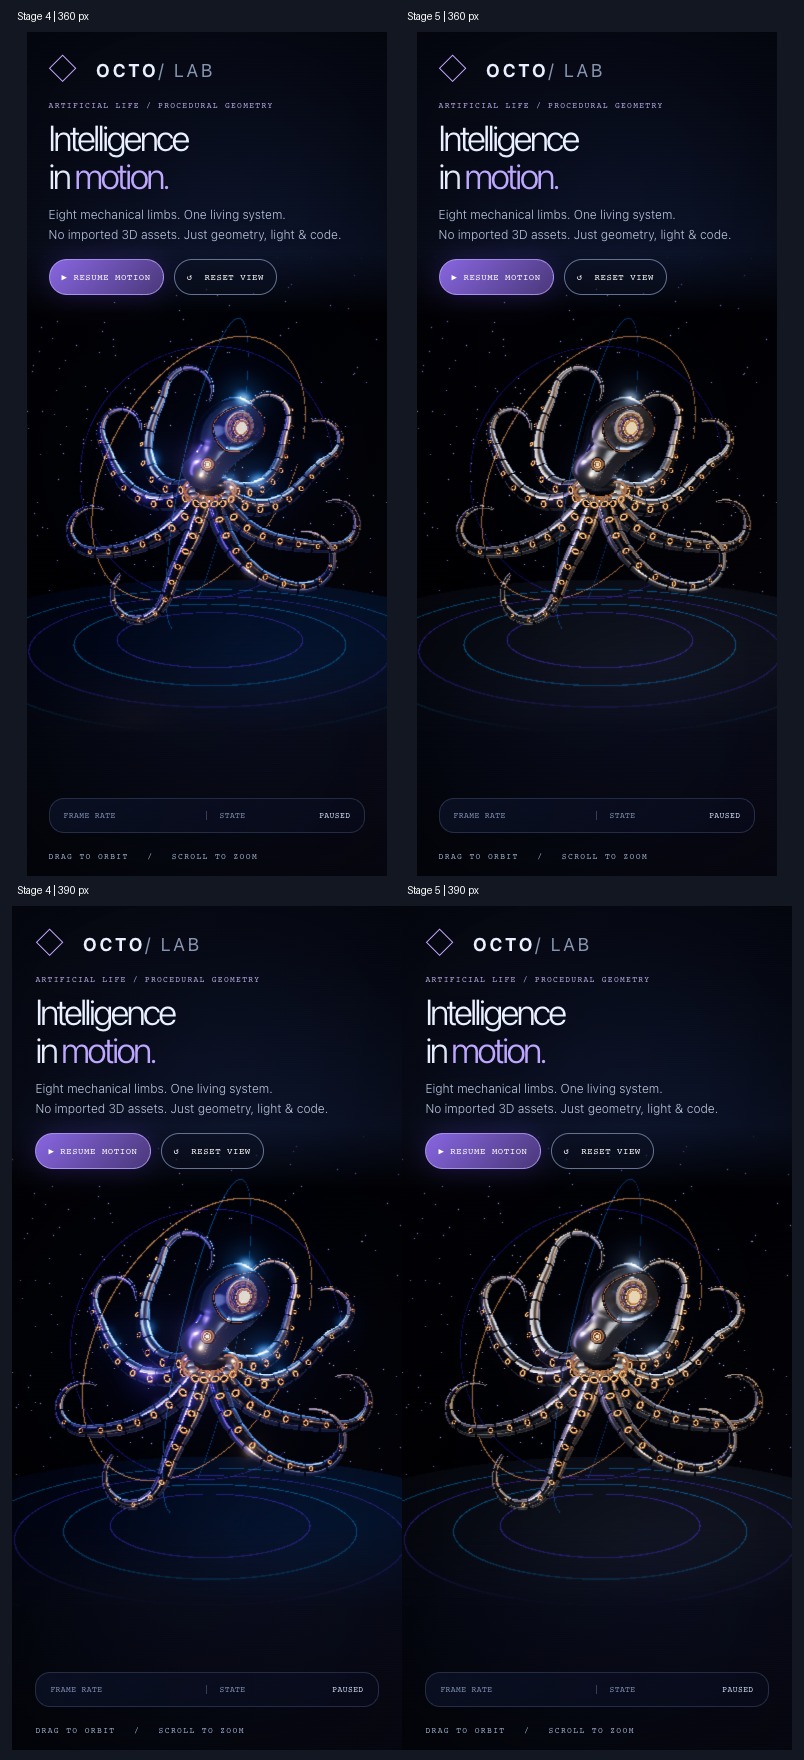 Stage 4 | 360 px
OCTO / LAB
ARTIFICIAL LIFE / PROCEDURAL GEOMETRY
Intelligence
in motion.
Eight mechanical limbs. One living system.
No imported 3D assets. Just geometry, light & code.
▶ RESUME MOTION ↺ RESET VIEW
FRAME RATE | STATE PAUSED
DRAG TO ORBIT / SCROLL TO ZOOM
Stage 5 | 360 px
OCTO / LAB
ARTIFICIAL LIFE / PROCEDURAL GEOMETRY
Intelligence
in motion.
Eight mechanical limbs. One living system.
No imported 3D assets. Just geometry, light & code.
▶ RESUME MOTION ↺ RESET VIEW
FRAME RATE | STATE PAUSED
DRAG TO ORBIT / SCROLL TO ZOOM
Stage 4 | 390 px
OCTO / LAB
ARTIFICIAL LIFE / PROCEDURAL GEOMETRY
Intelligence
in motion.
Eight mechanical limbs. One living system.
No imported 3D assets. Just geometry, light & code.
▶ RESUME MOTION ↺ RESET VIEW
FRAME RATE | STATE PAUSED
DRAG TO ORBIT / SCROLL TO ZOOM
Stage 5 | 390 px
OCTO / LAB
ARTIFICIAL LIFE / PROCEDURAL GEOMETRY
Intelligence
in motion.
Eight mechanical limbs. One living system.
No imported 3D assets. Just geometry, light & code.
▶ RESUME MOTION ↺ RESET VIEW
FRAME RATE | STATE PAUSED
DRAG TO ORBIT / SCROLL TO ZOOM